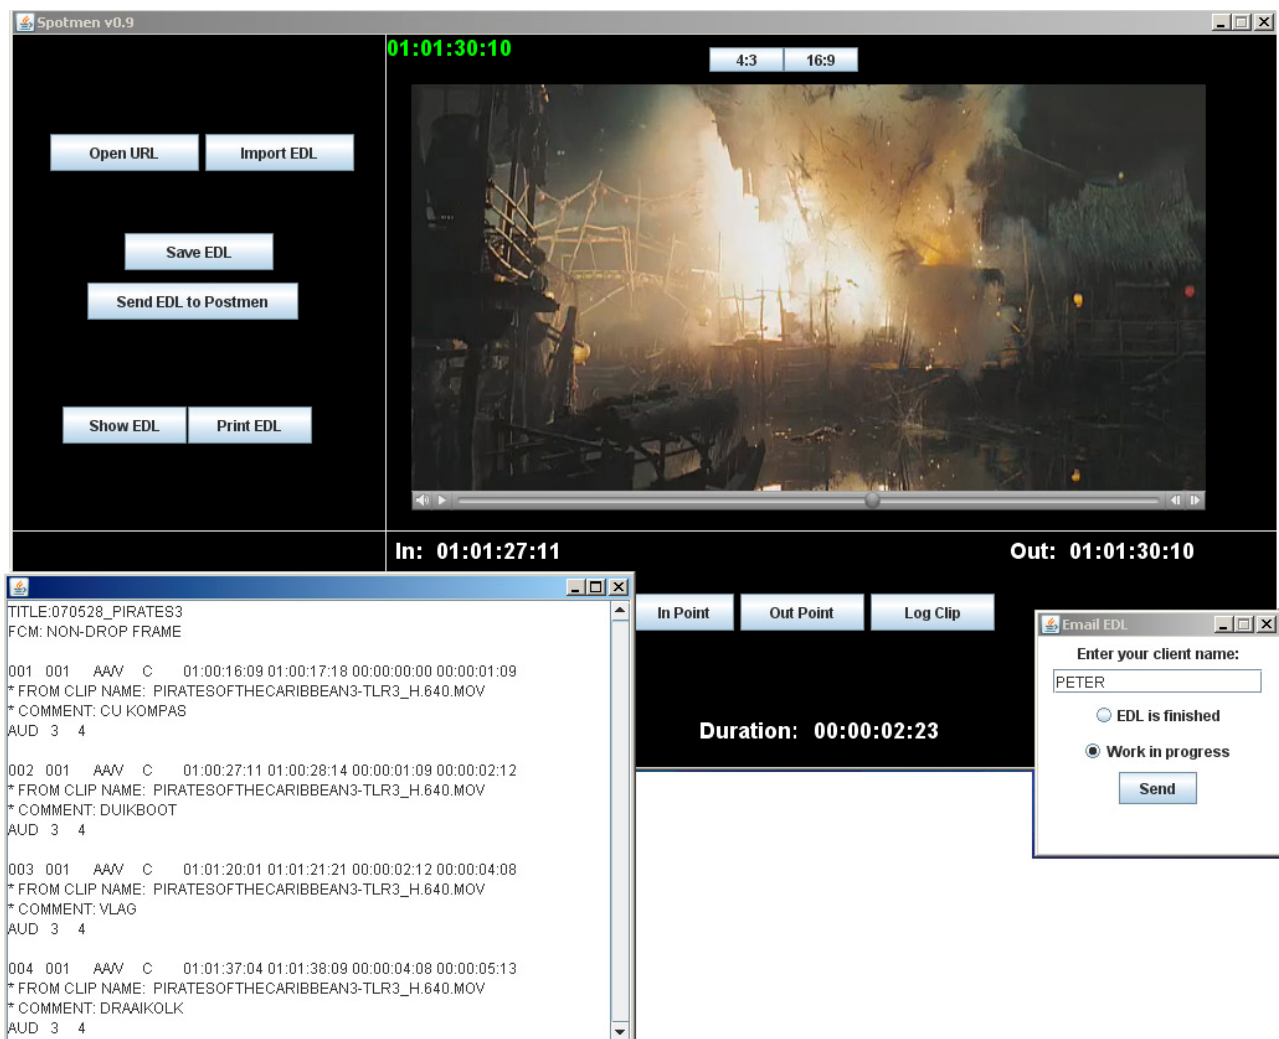 Spotmen v0.9
01:01:30:10
4:3 16:9
Open URL Import EDL
Save EDL
Send EDL to Postmen
Show EDL Print EDL
In: 01:01:27:11 Out: 01:01:30:10
In Point Out Point Log Clip
Duration: 00:00:02:23
TITLE:070528_PIRATES3
FCM: NON-DROP FRAME
001 001 AA/V C 01:00:16:09 01:00:17:18 00:00:00:00 00:00:01:09
* FROM CLIP NAME: PIRATESOFTHECARIBBEAN3-TLR3_H.640.MOV
* COMMENT: CU KOMPAS
AUD 3 4
002 001 AA/V C 01:00:27:11 01:00:28:14 00:00:01:09 00:00:02:12
* FROM CLIP NAME: PIRATESOFTHECARIBBEAN3-TLR3_H.640.MOV
* COMMENT: DUIKBOOT
AUD 3 4
003 001 AA/V C 01:01:20:01 01:01:21:21 00:00:02:12 00:00:04:08
* FROM CLIP NAME: PIRATESOFTHECARIBBEAN3-TLR3_H.640.MOV
* COMMENT: VLAG
AUD 3 4
004 001 AA/V C 01:01:37:04 01:01:38:09 00:00:04:08 00:00:05:13
* FROM CLIP NAME: PIRATESOFTHECARIBBEAN3-TLR3_H.640.MOV
* COMMENT: DRAAIKOLK
AUD 3 4
Email EDL
Enter your client name:
PETER
EDL is finished
Work in progress
Send